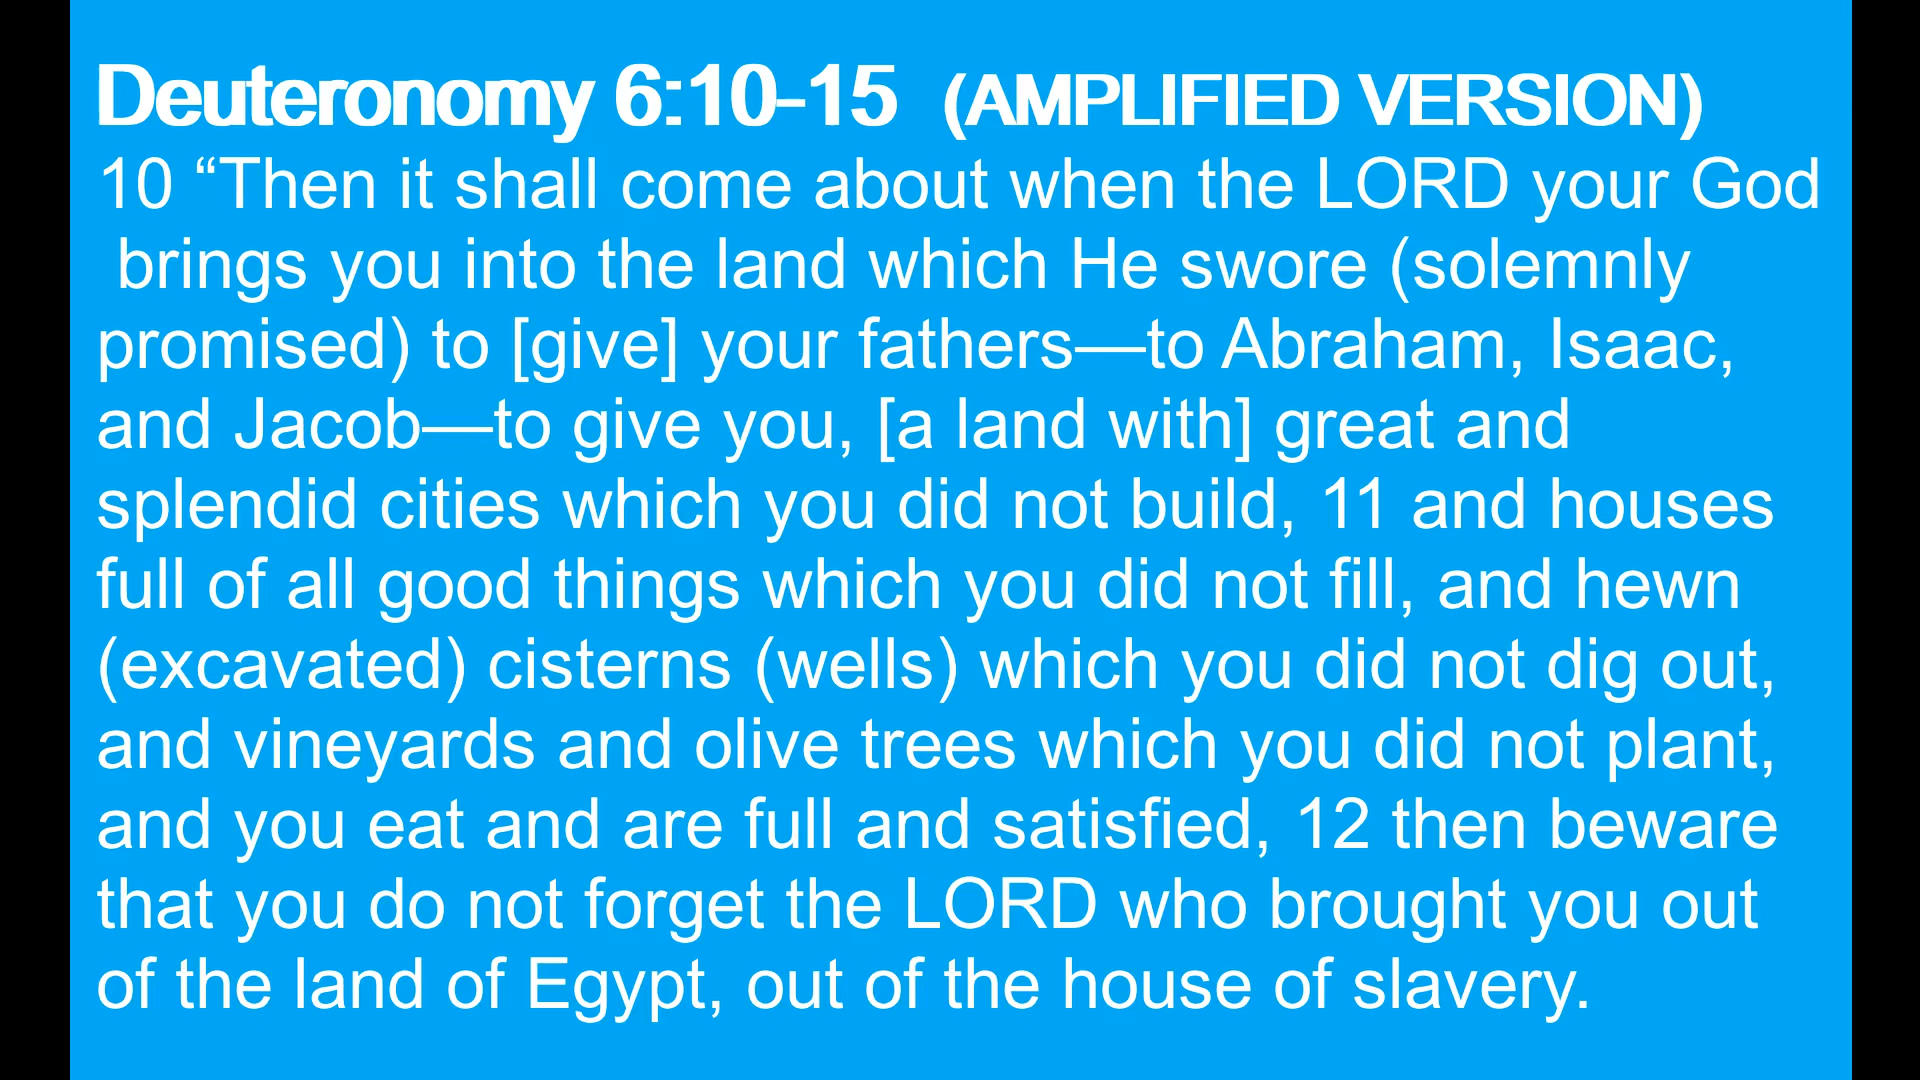 Deuteronomy 6:10-15 (AMPLIFIED VERSION)
10 “Then it shall come about when the LORD your God
brings you into the land which He swore (solemnly
promised) to [give] your fathers—to Abraham, Isaac,
and Jacob—to give you, [a land with] great and
splendid cities which you did not build, 11 and houses
full of all good things which you did not fill, and hewn
(excavated) cisterns (wells) which you did not dig out,
and vineyards and olive trees which you did not plant,
and you eat and are full and satisfied, 12 then beware
that you do not forget the LORD who brought you out
of the land of Egypt, out of the house of slavery.